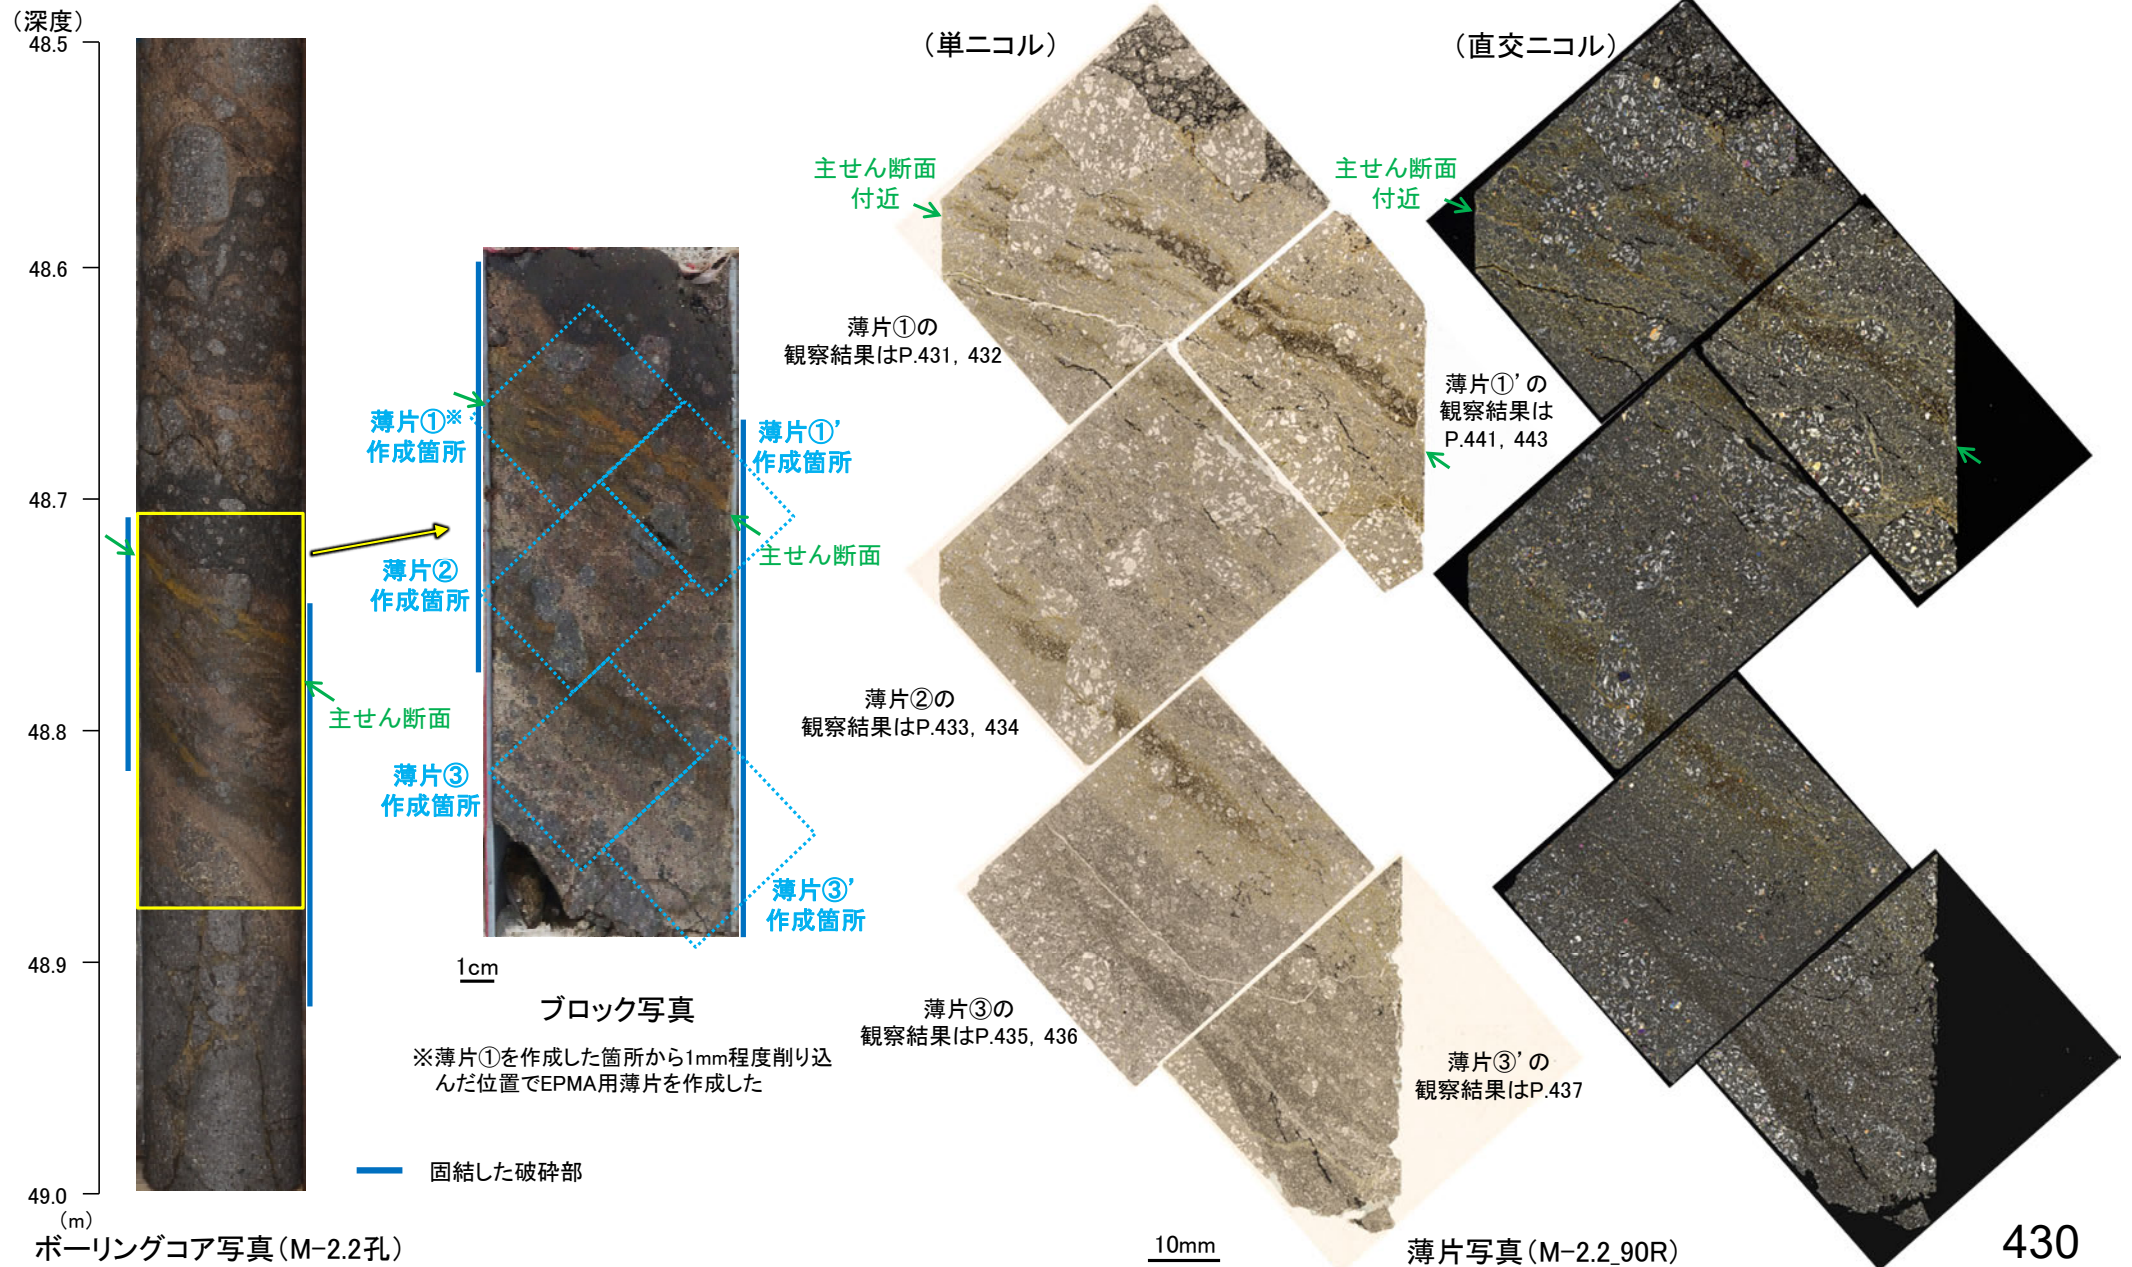 （深度）
48.5
48.6
48.7
48.8
48.9
49.0
（m）
ボーリングコア写真（M-2.2孔）
主せん断面
薄片①※
作成箇所
薄片①’
作成箇所
主せん断面
薄片②
作成箇所
薄片③
作成箇所
薄片③’
作成箇所
1cm
ブロック写真
※薄片①を作成した箇所から1mm程度削り込
んだ位置でEPMA用薄片を作成した
固結した破砕部
（単ニコル）
（直交ニコル）
主せん断面
付近
主せん断面
付近
薄片①の
観察結果はP.431, 432
薄片①’の
観察結果は
P.441, 443
薄片②の
観察結果はP.433, 434
薄片③の
観察結果はP.435, 436
薄片③’の
観察結果はP.437
10mm
薄片写真（M-2.2_90R）
430